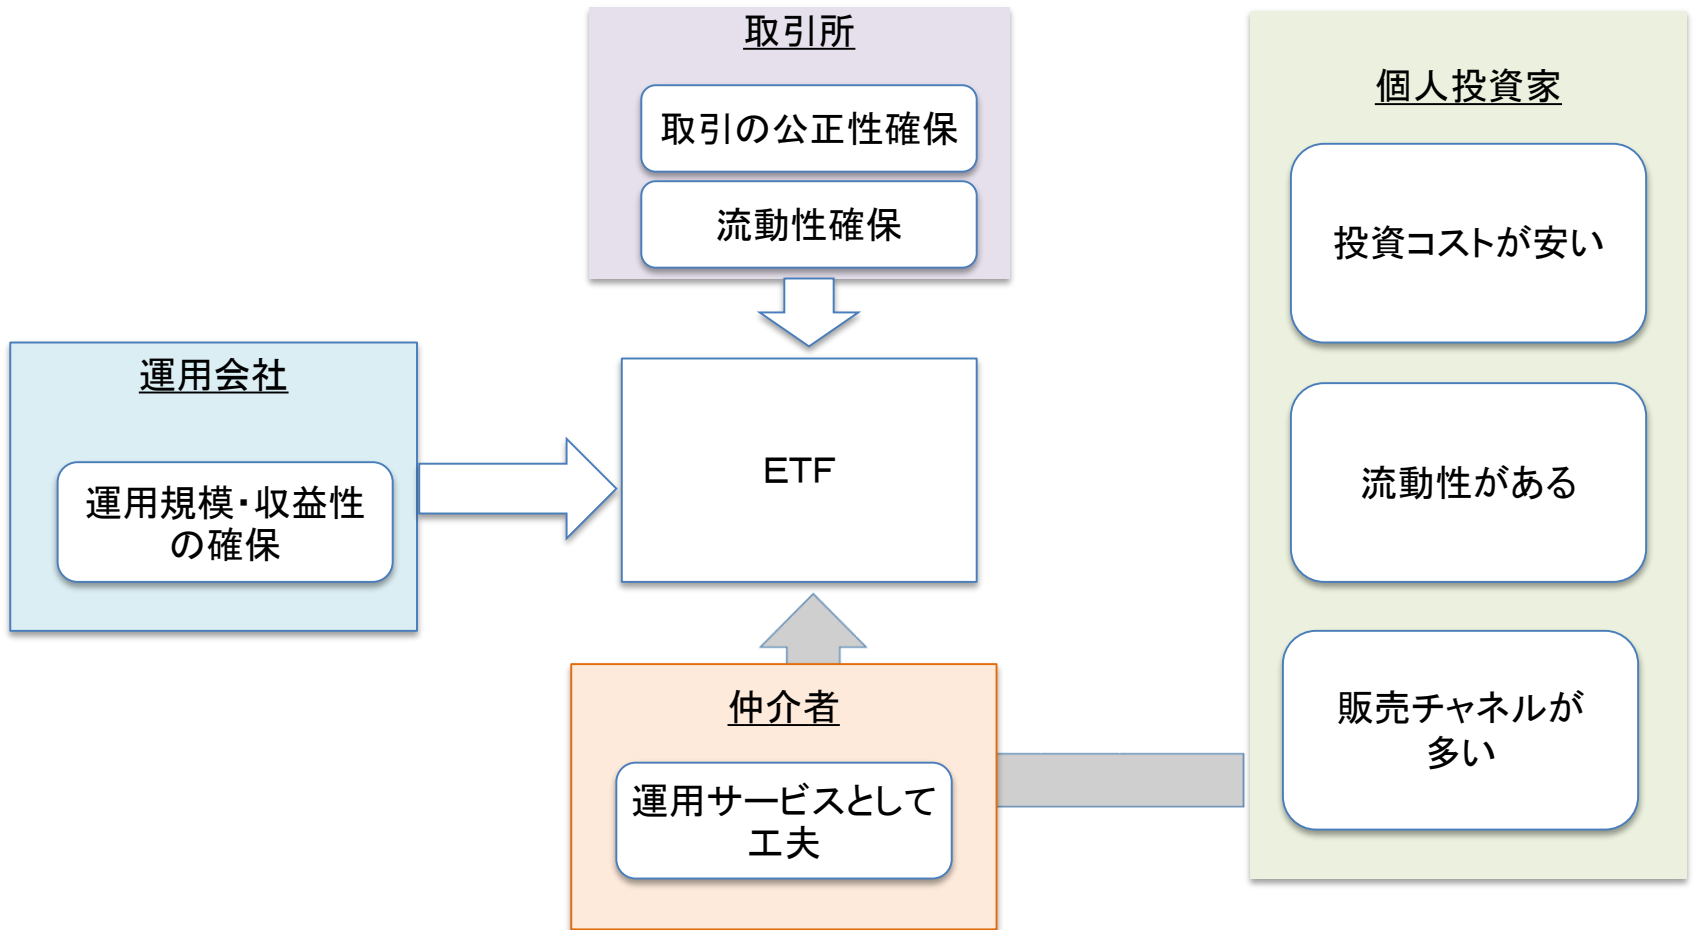 取引所
取引の公正性確保
流動性確保
運用会社
運用規模・収益性
の確保
ETF
仲介者
運用サービスとして
工夫
個人投資家
投資コストが安い
流動性がある
販売チャネルが
多い